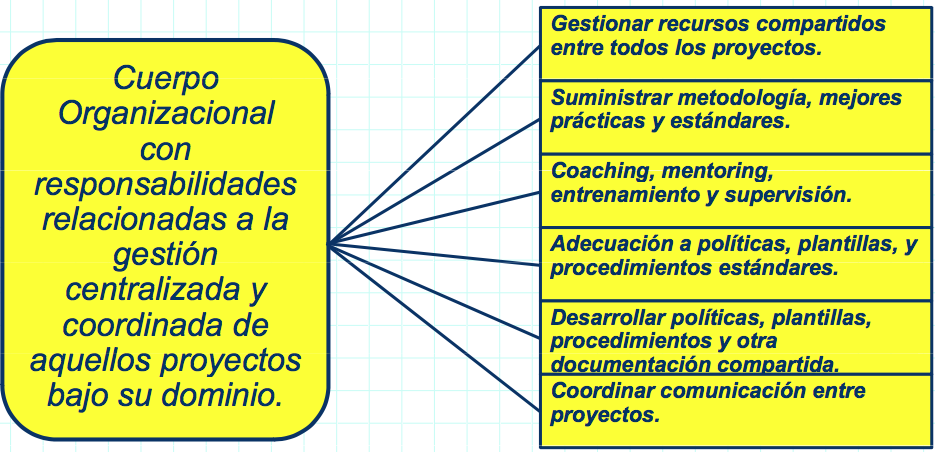 Cuerpo
Organizacional
con
responsabilidades
relacionadas a la
gestión
centralizada y
coordinada de
aquellos proyectos
bajo su dominio.
Gestionar recursos compartidos
entre todos los proyectos.
Suministrar metodología, mejores
prácticas y estándares.
Coaching, mentoring,
entrenamiento y supervisión.
Adecuación a políticas, plantillas, y
procedimientos estándares.
Desarrollar políticas, plantillas,
procedimientos y otra
documentación compartida.
Coordinar comunicación entre
proyectos.